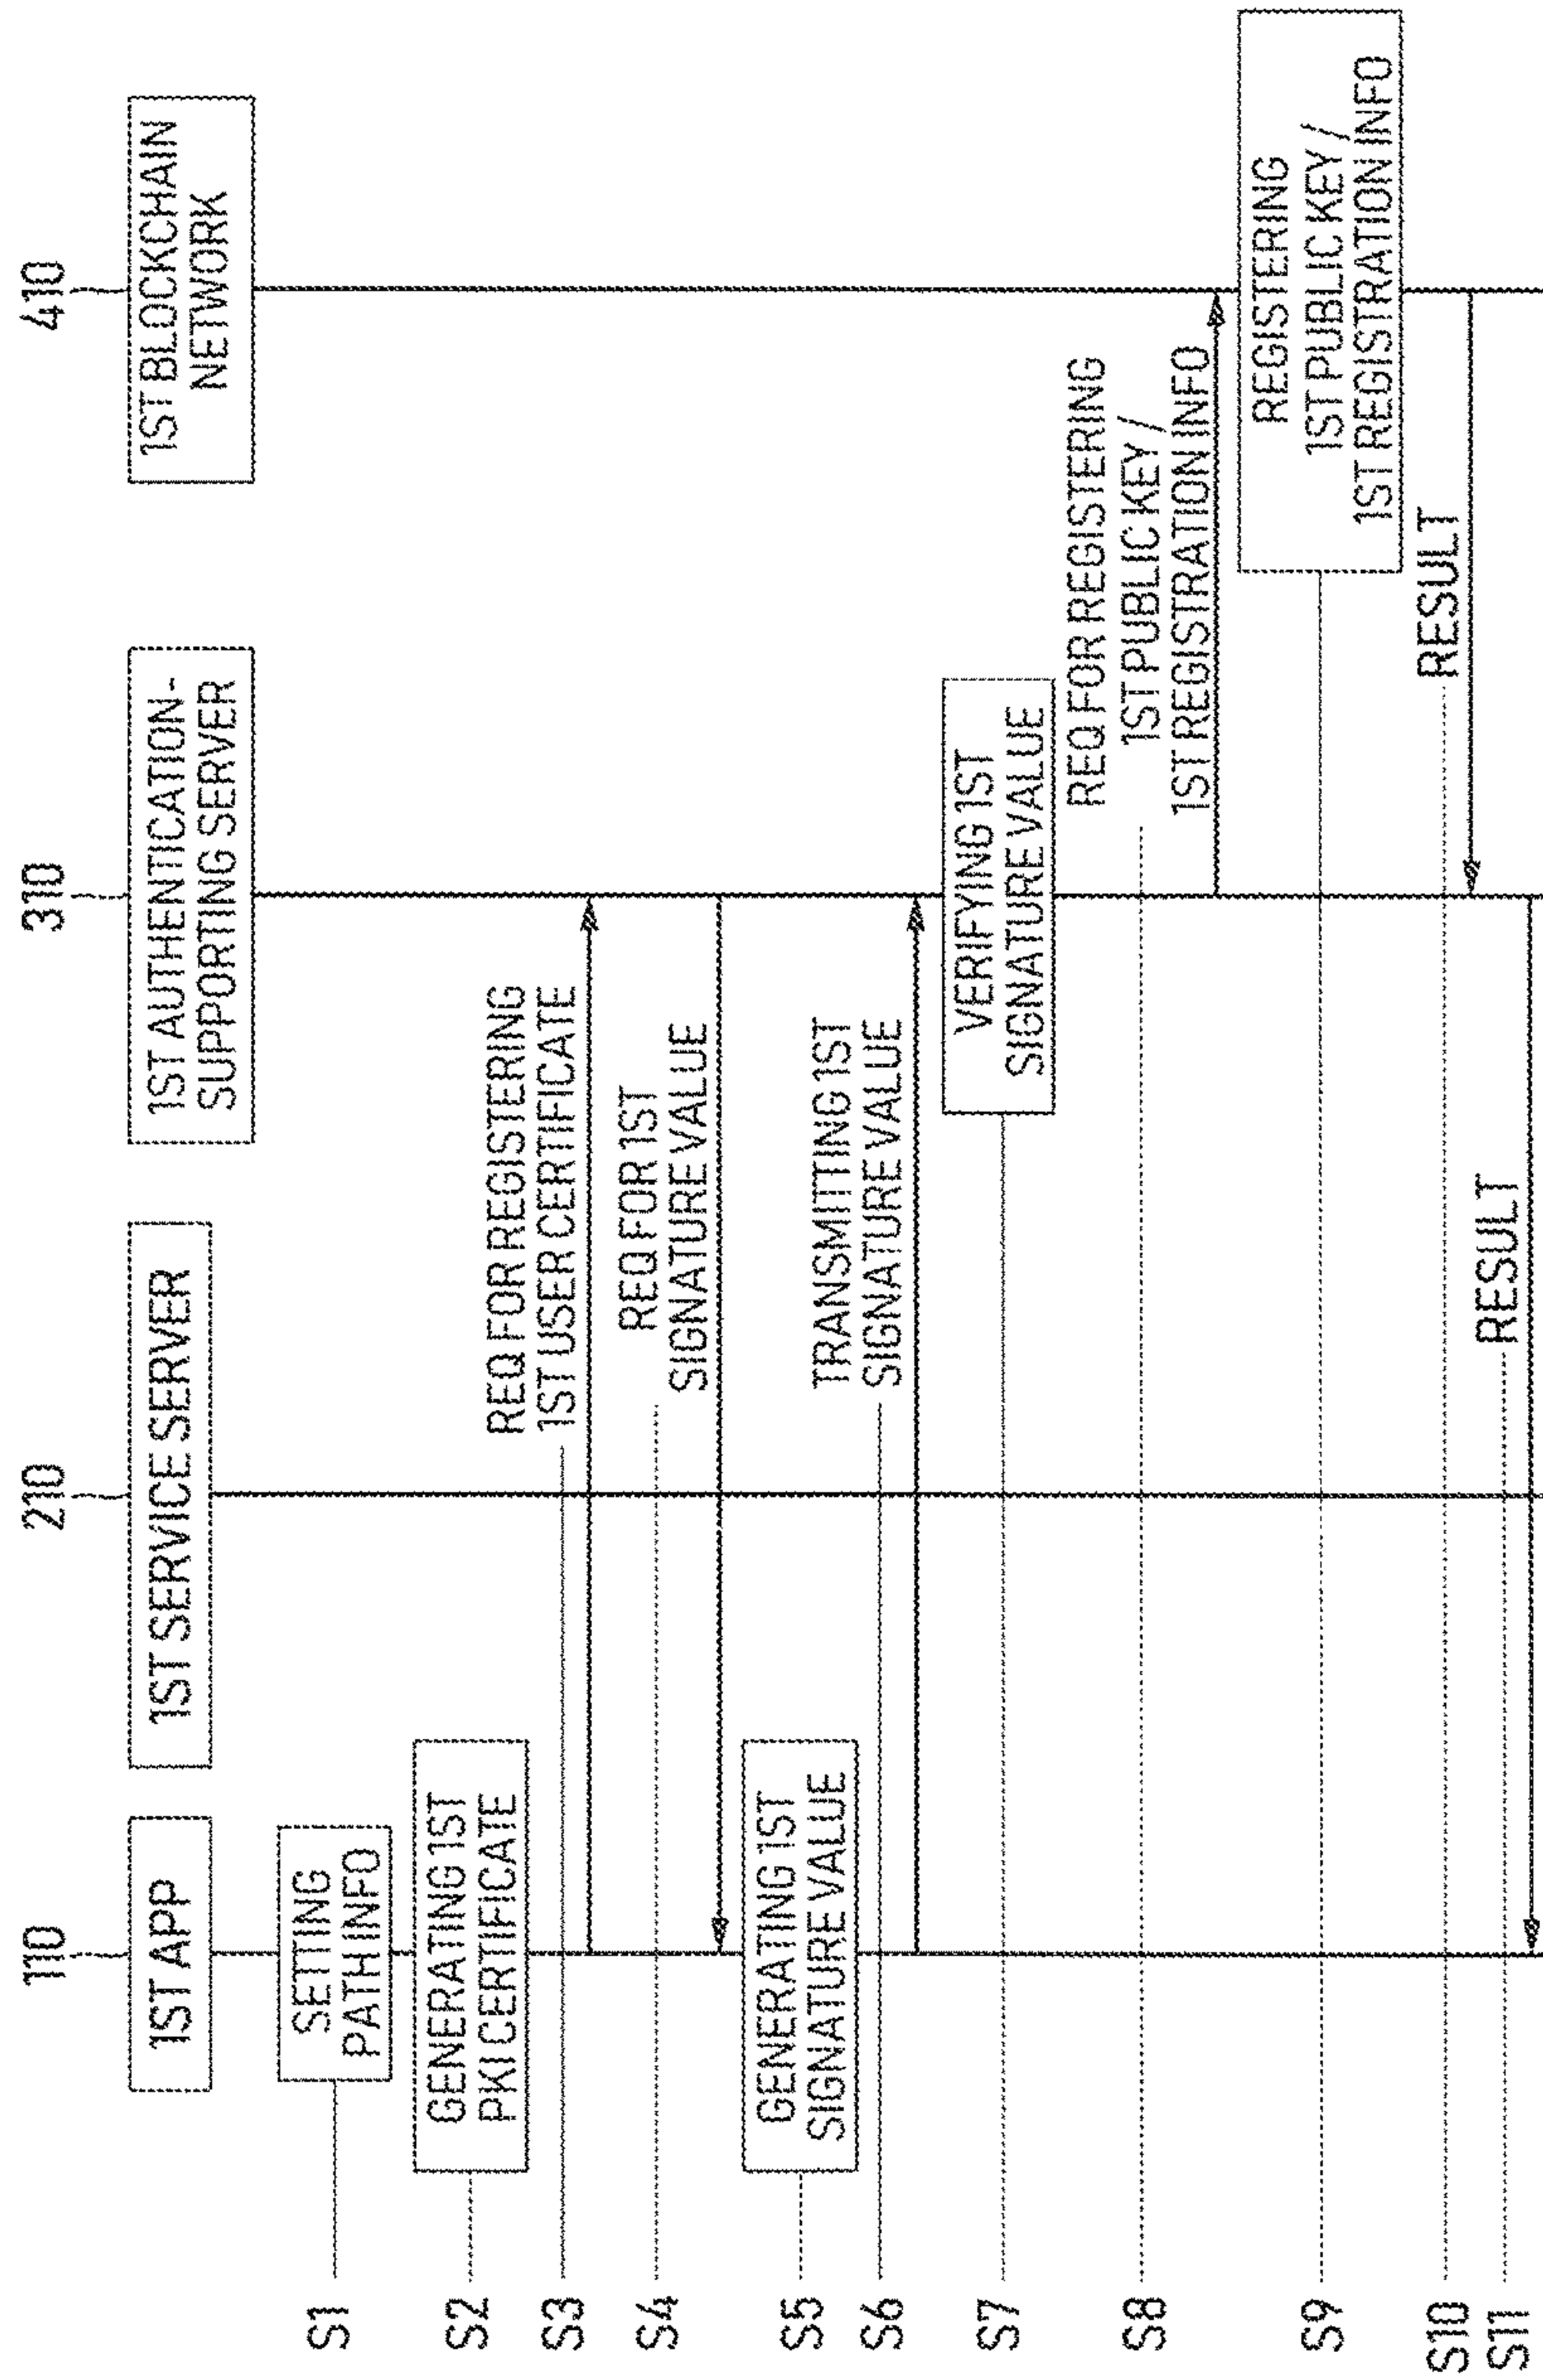 110
210
310
410
1ST APP
1ST SERVICE SERVER
1ST AUTHENTICATION-
SUPPORTING SERVER
1ST BLOCKCHAIN
NETWORK
S1
SETTING
PATH INFO
S2
GENERATING 1ST
PKI CERTIFICATE
S3
REQ FOR REGISTERING
1ST USER CERTIFICATE
S4
REQ FOR 1ST
SIGNATURE VALUE
S5
GENERATING 1ST
SIGNATURE VALUE
S6
TRANSMITTING 1ST
SIGNATURE VALUE
S7
VERIFYING 1ST
SIGNATURE VALUE
S8
REQ FOR REGISTERING
1ST PUBLIC KEY /
1ST REGISTRATION INFO
S9
REGISTERING
1ST PUBLIC KEY /
1ST REGISTRATION INFO
S10
RESULT
S11
RESULT